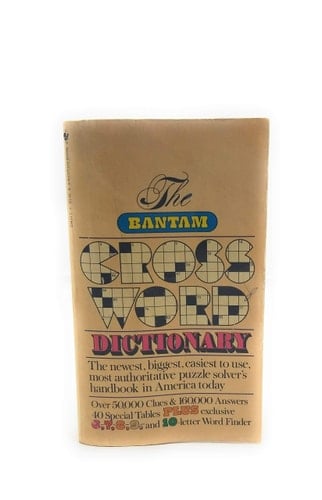 The
BANTAM
CROSS
WORD
DICTIONARY
The newest, biggest, easiest to use,
most authoritative puzzle solver's
handbook in America today
Over 50,000 Clues & 160,000 Answers
40 Special Tables PLUS exclusive
and 10-letter Word Finder